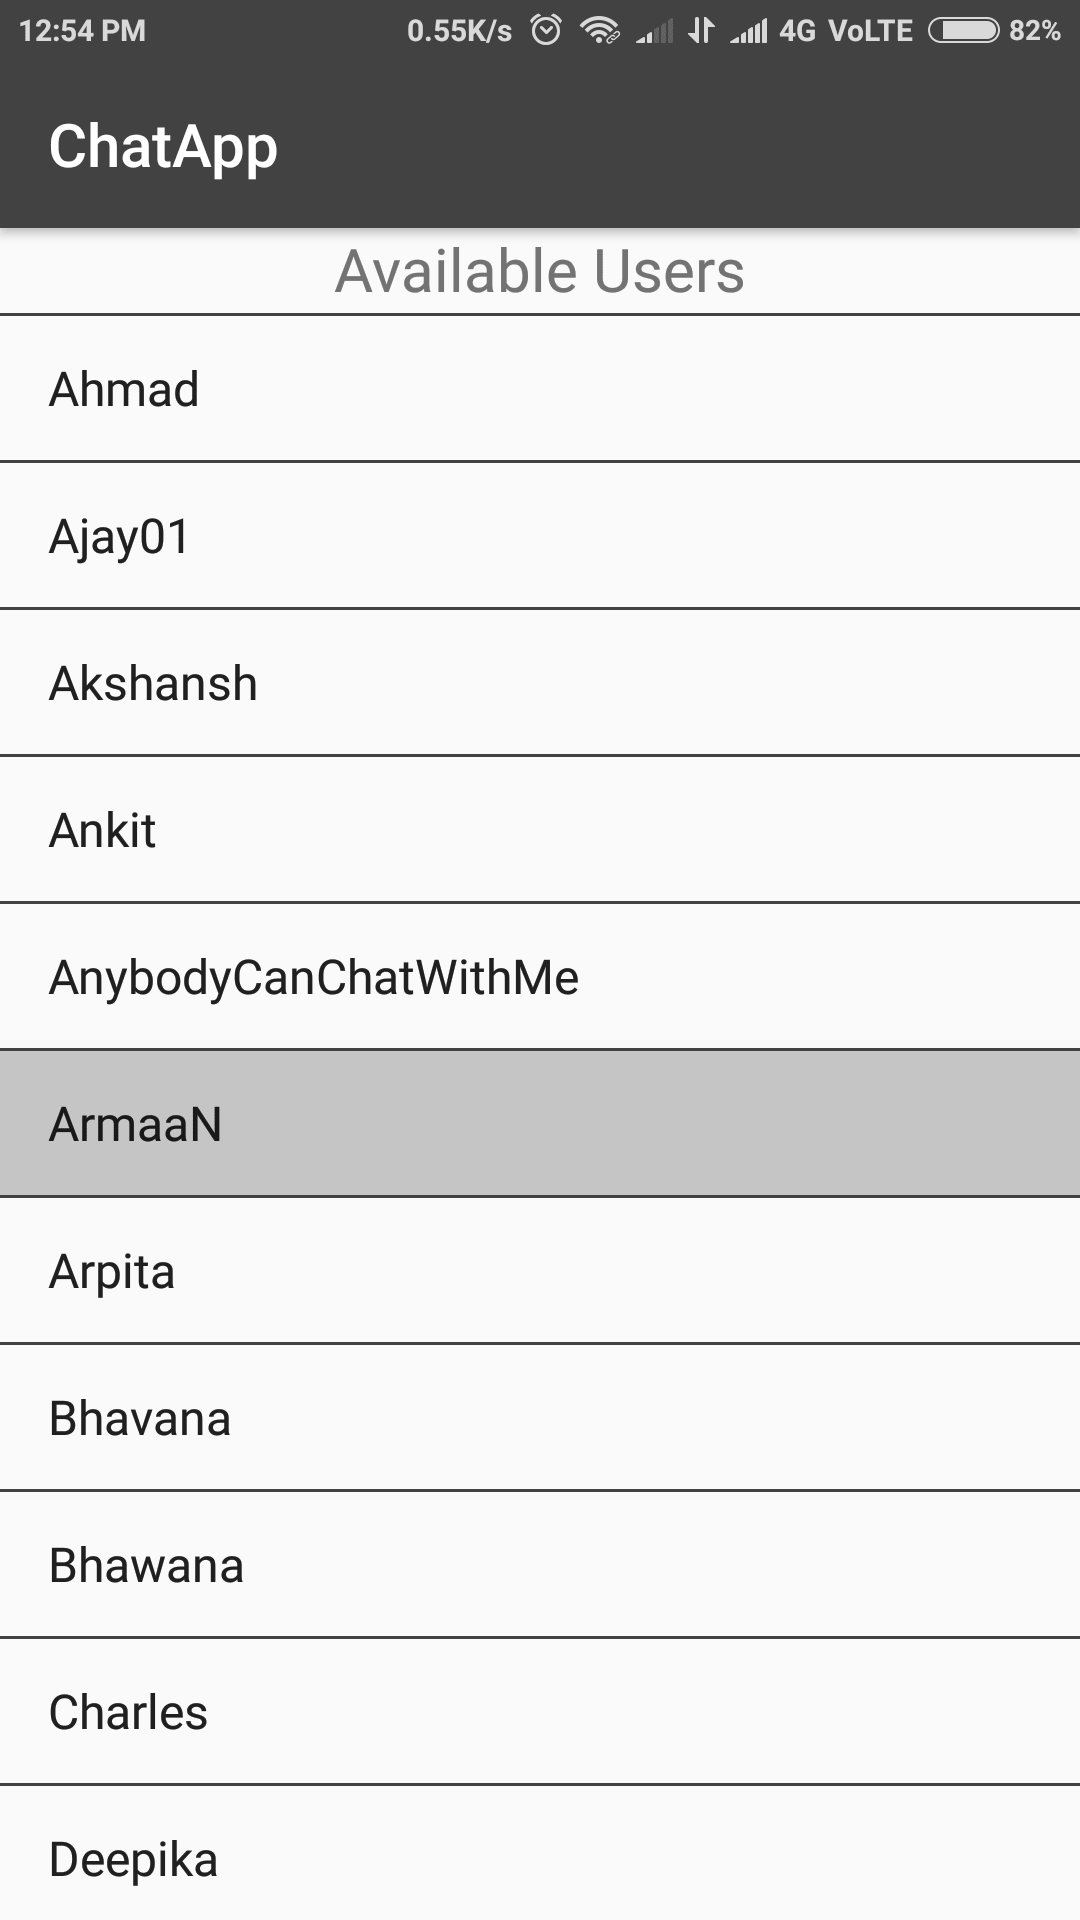 12:54 PM 0.55K/s 4G VoLTE 82%
ChatApp
Available Users
Ahmad
Ajay01
Akshansh
Ankit
AnybodyCanChatWithMe
ArmaaN
Arpita
Bhavana
Bhawana
Charles
Deepika